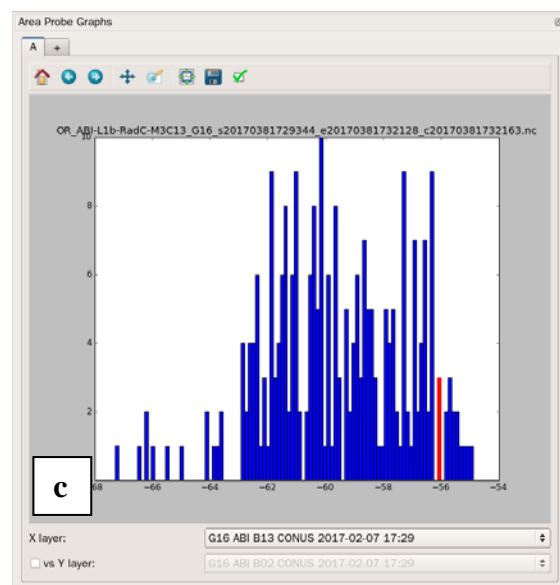 Area Probe Graphs
A +
OR_ABI-L1b-RadC-M3C13_G16_s20170381729344_e20170381732128_c20170381732163.nc
10
8
6
4
2
c
68 −66 −64 −62 −60 −58 −56 −54
X layer: G16 ABI B13 CONUS 2017-02-07 17:29
vs Y layer: G16 ABI B02 CONUS 2017-02-07 17:29